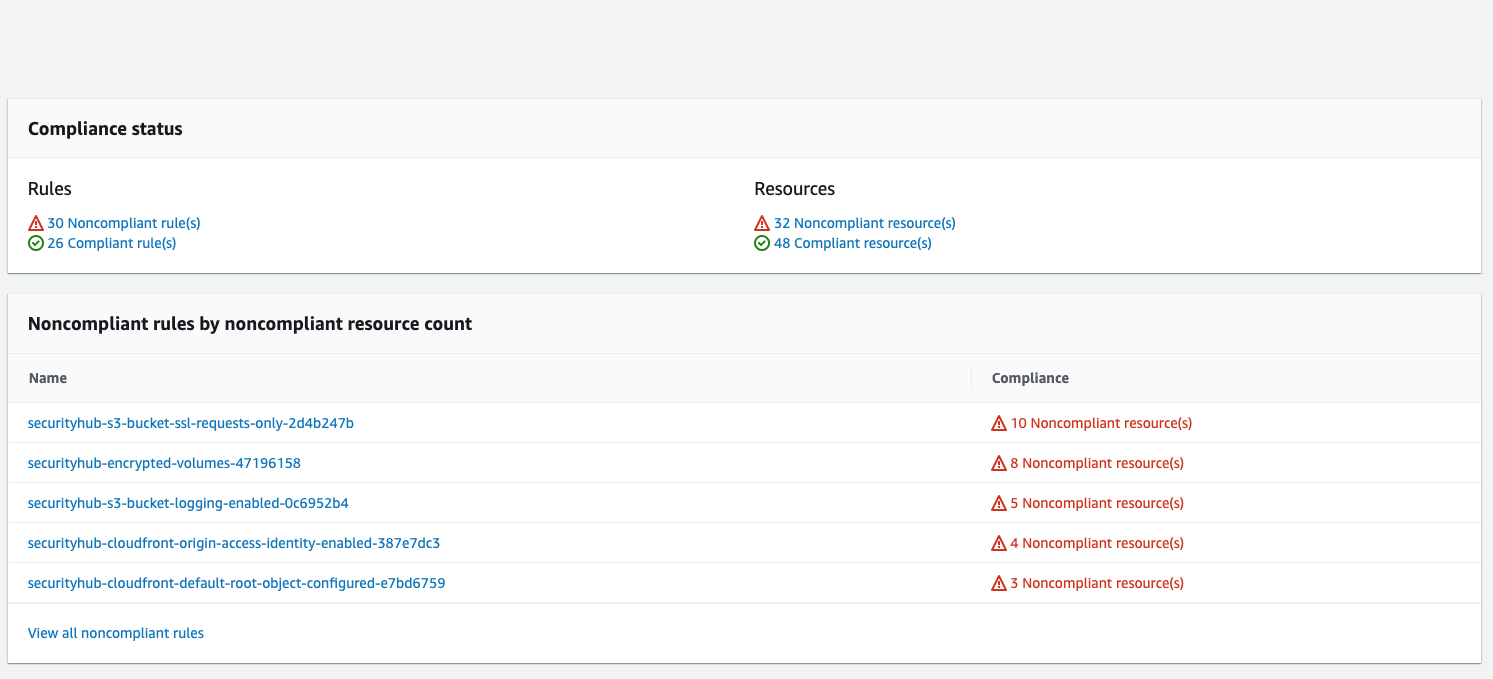 Compliance status
Rules
Resources
30 Noncompliant rule(s)
32 Noncompliant resource(s)
26 Compliant rule(s)
48 Compliant resource(s)
Noncompliant rules by noncompliant resource count
Name
Compliance
securityhub-s3-bucket-ssl-requests-only-2d4b247b
10 Noncompliant resource(s)
securityhub-encrypted-volumes-47196158
8 Noncompliant resource(s)
securityhub-s3-bucket-logging-enabled-0c6952b4
5 Noncompliant resource(s)
securityhub-cloudfront-origin-access-identity-enabled-387e7dc3
4 Noncompliant resource(s)
securityhub-cloudfront-default-root-object-configured-e7bd6759
3 Noncompliant resource(s)
View all noncompliant rules